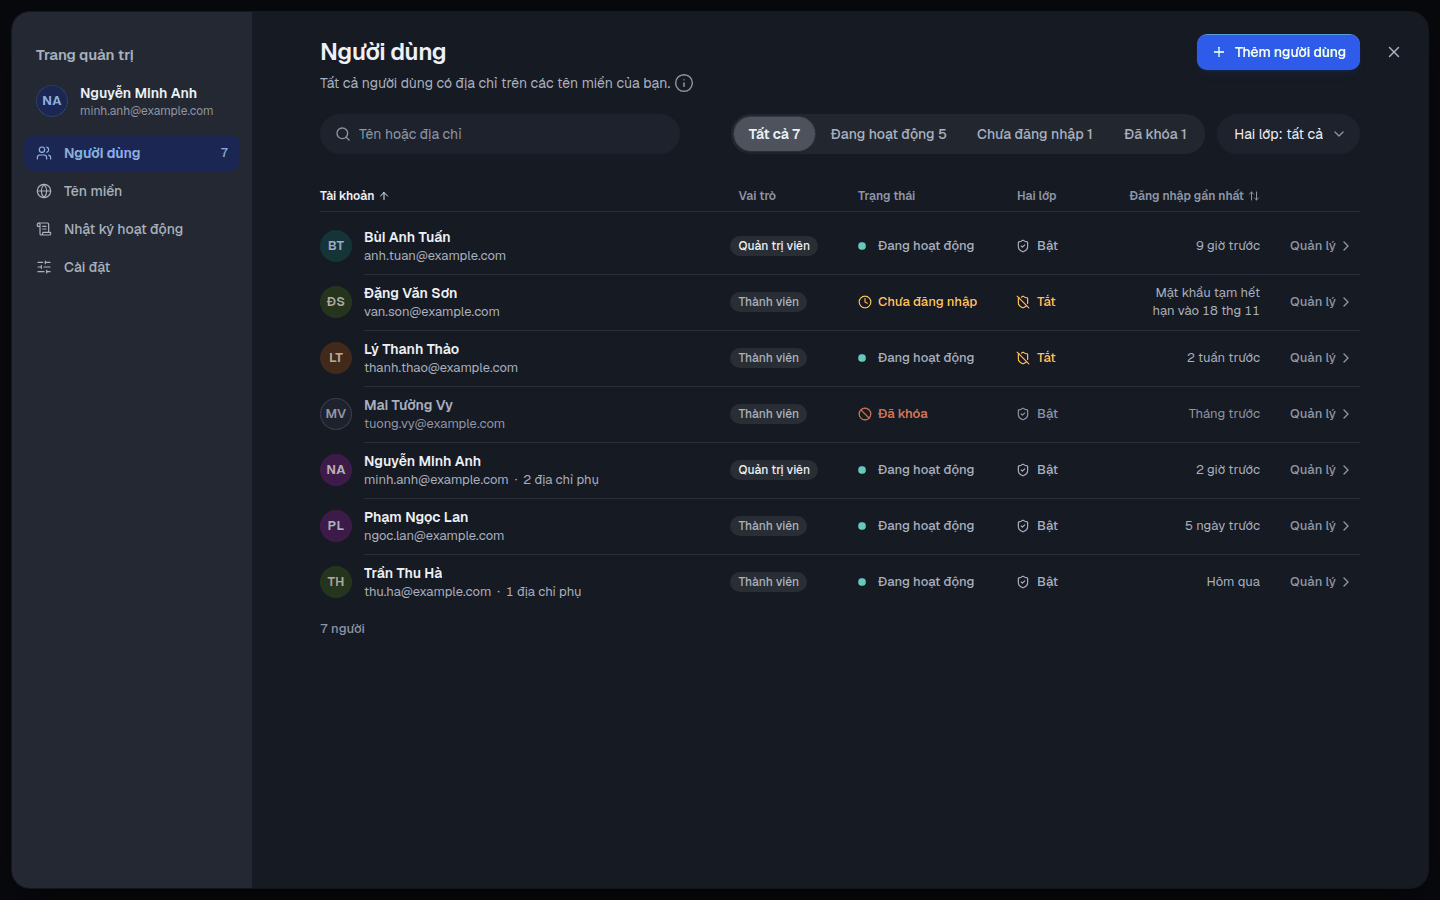 Trang quản trị
NA
Nguyễn Minh Anh
minh.anh@example.com
Người dùng 7
Tên miền
Nhật ký hoạt động
Cài đặt
Người dùng
Thêm người dùng
Tất cả người dùng có địa chỉ trên các tên miền của bạn.
Tên hoặc địa chỉ
Tất cả 7 Đang hoạt động 5 Chưa đăng nhập 1 Đã khóa 1
Hai lớp: tất cả
Tài khoản Vai trò Trạng thái Hai lớp Đăng nhập gần nhất
BT Bùi Anh Tuấn
anh.tuan@example.com
Quản trị viên Đang hoạt động Bật 9 giờ trước Quản lý
ĐS Đặng Văn Sơn
van.son@example.com
Thành viên Chưa đăng nhập Tắt
Mật khẩu tạm hết
hạn vào 18 thg 11
Quản lý
LT Lý Thanh Thảo
thanh.thao@example.com
Thành viên Đang hoạt động Tắt 2 tuần trước Quản lý
MV Mai Tường Vy
tuong.vy@example.com
Thành viên Đã khóa Bật Tháng trước Quản lý
NA Nguyễn Minh Anh
minh.anh@example.com · 2 địa chỉ phụ
Quản trị viên Đang hoạt động Bật 2 giờ trước Quản lý
PL Phạm Ngọc Lan
ngoc.lan@example.com
Thành viên Đang hoạt động Bật 5 ngày trước Quản lý
TH Trần Thu Hà
thu.ha@example.com · 1 địa chỉ phụ
Thành viên Đang hoạt động Bật Hôm qua Quản lý
7 người